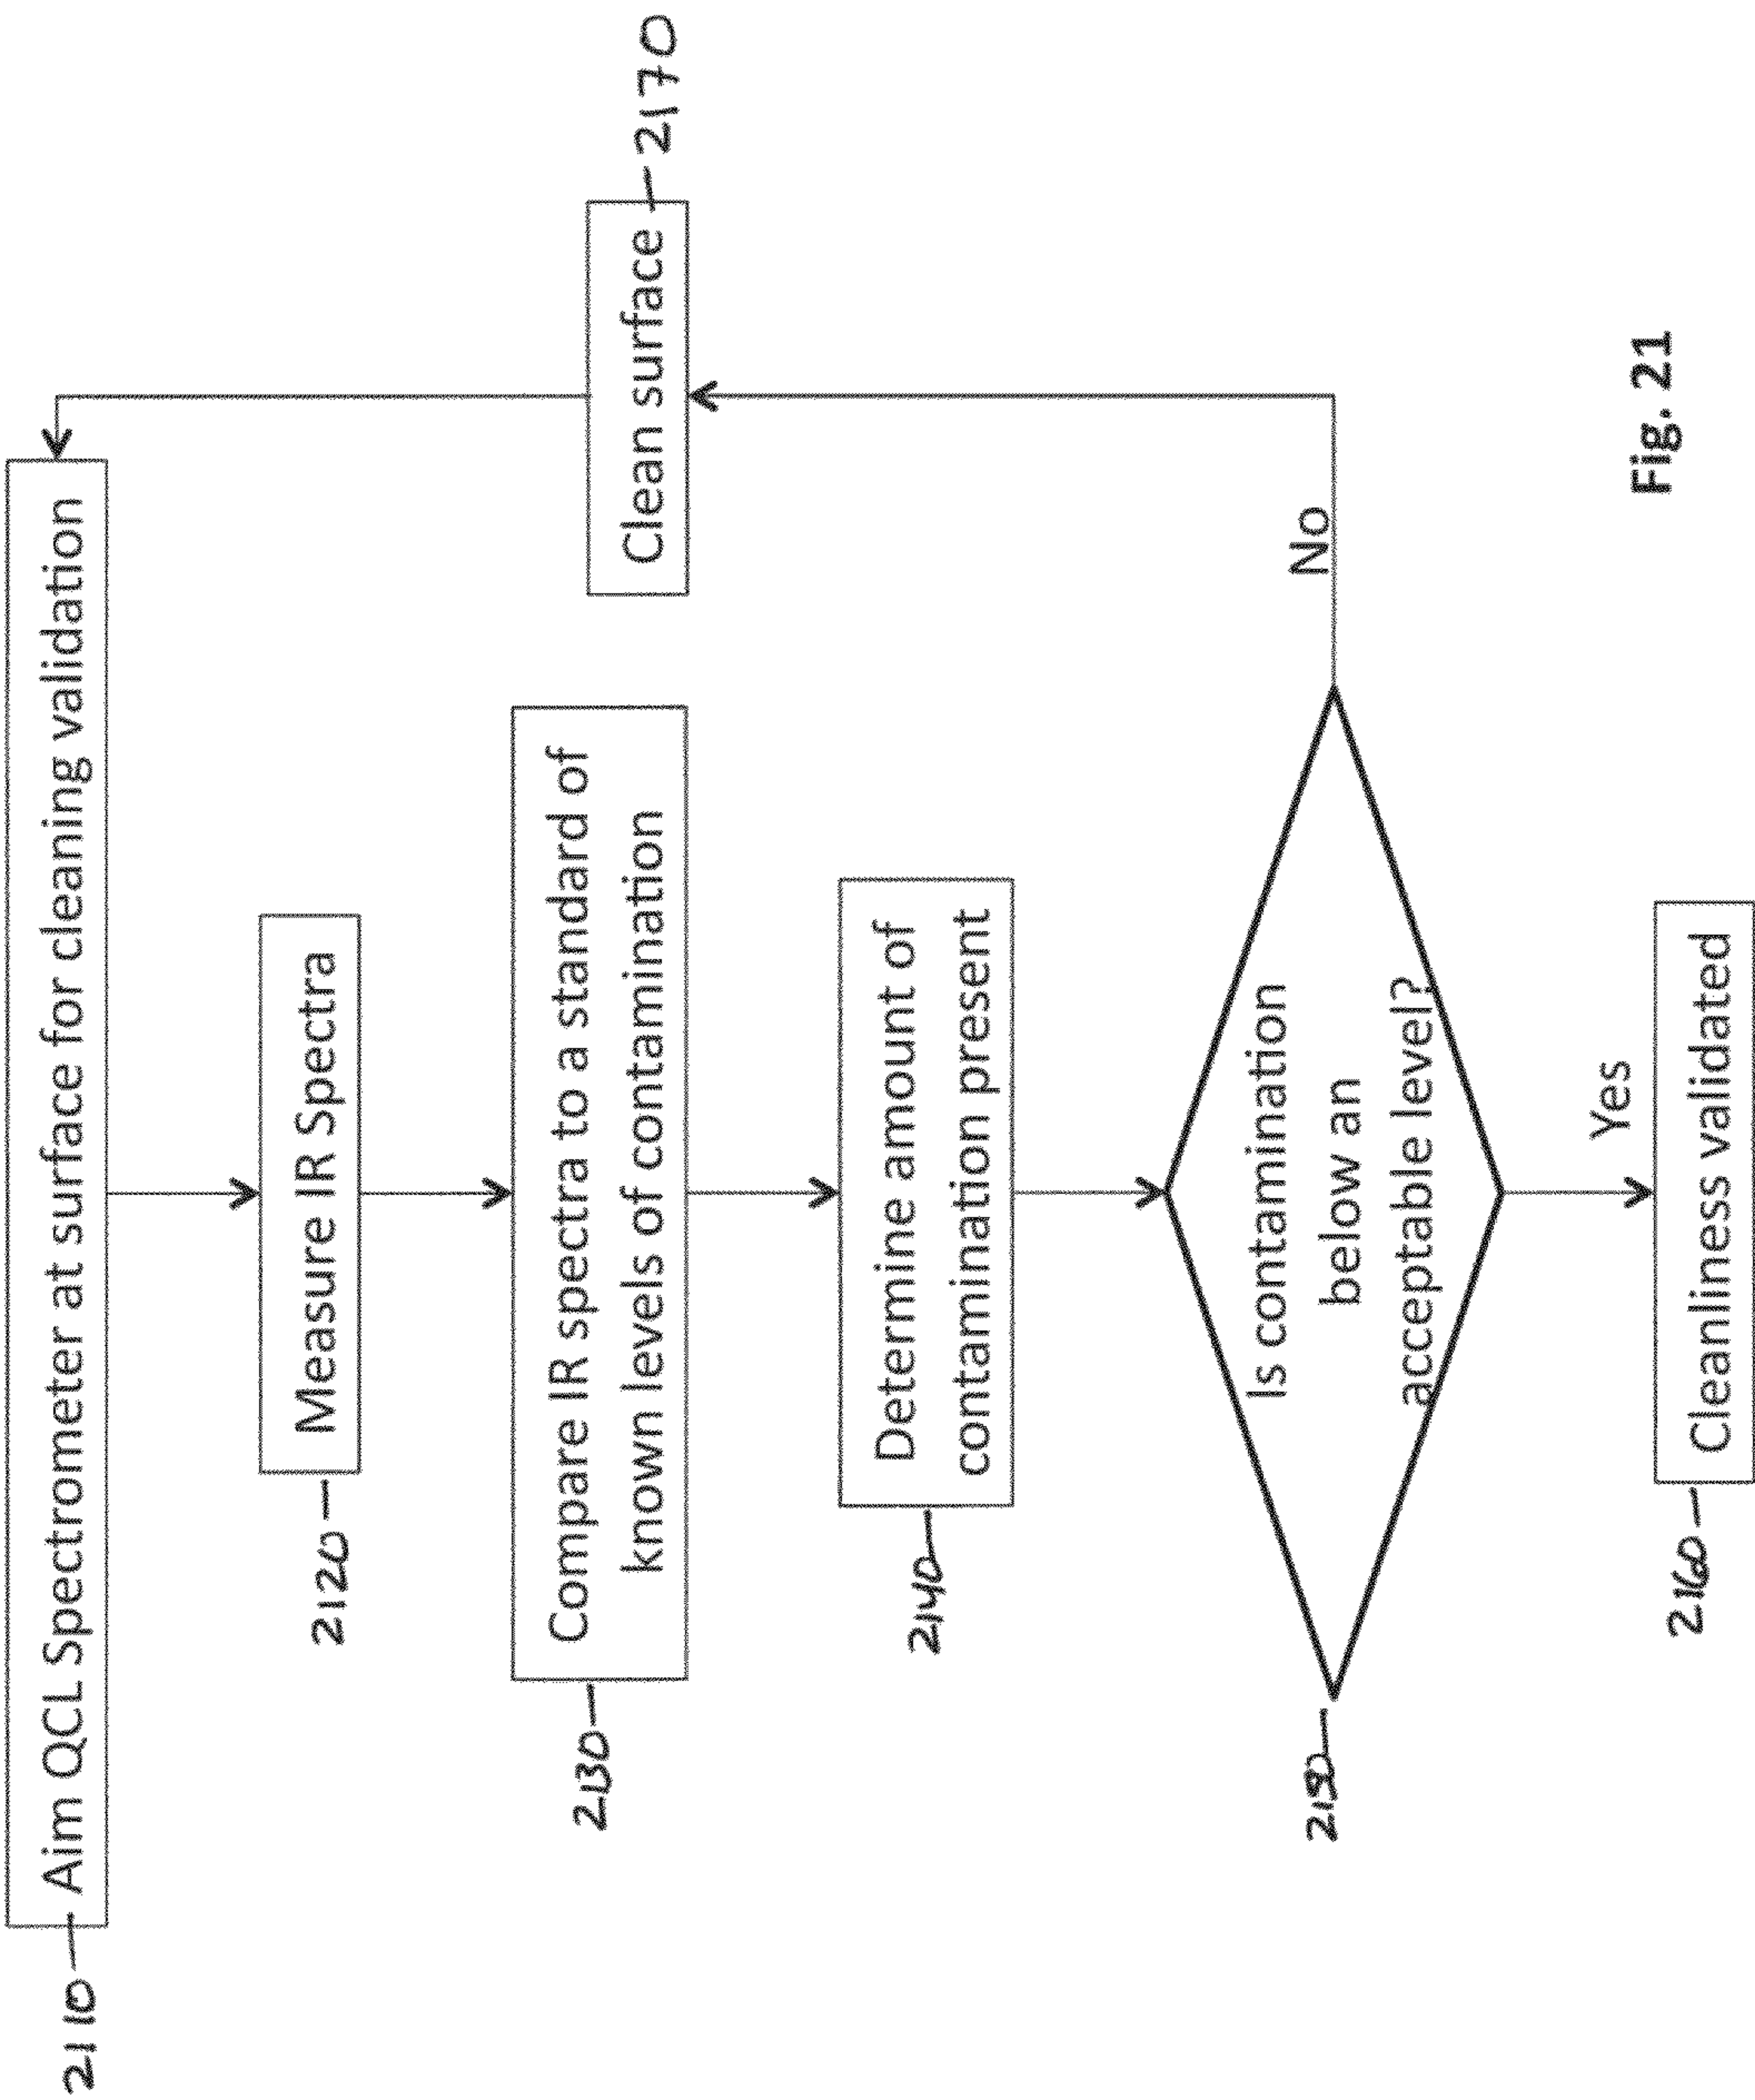 2110
Aim QCL Spectrometer at surface for cleaning validation
2120
Measure IR Spectra
2130
Compare IR spectra to a standard of
known levels of contamination
2140
Determine amount of
contamination present
2150
Is contamination
below an
acceptable level?
No
Clean surface
2170
Yes
2160
Cleanliness validated
Fig. 21